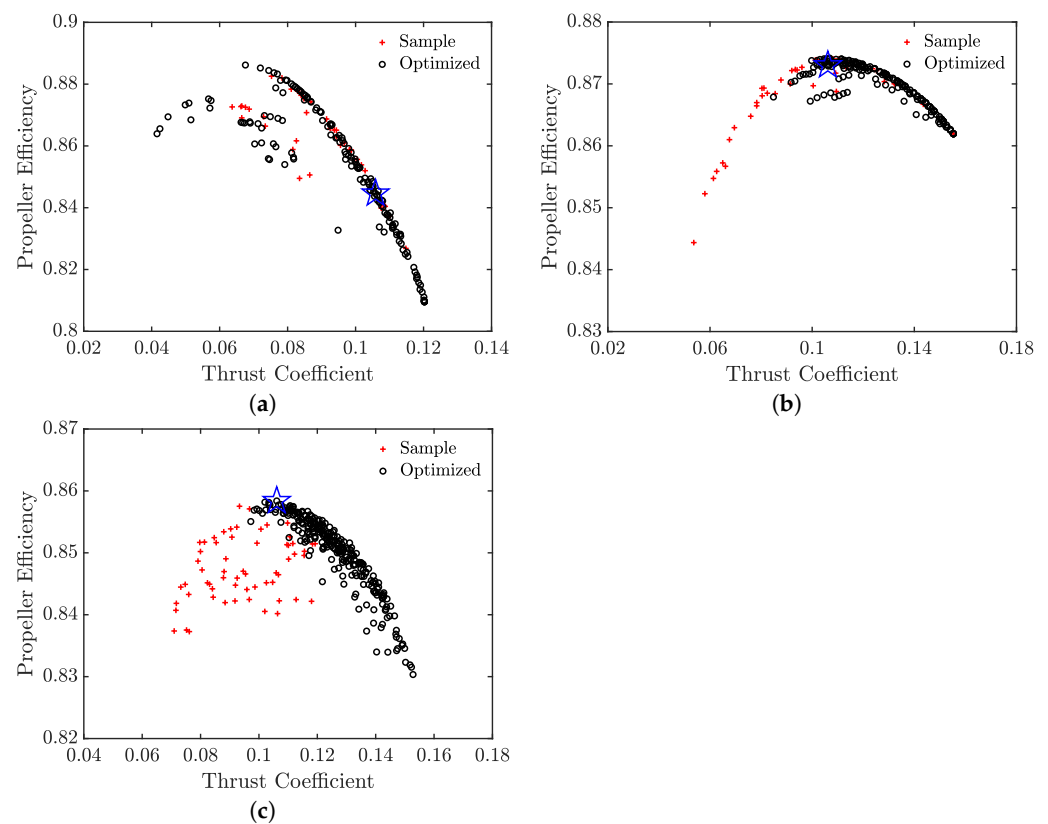 0.9
0.88
0.86
0.84
0.82
0.8
Propeller Efficiency
Sample
Optimized
0.02 0.04 0.06 0.08 0.1 0.12 0.14
Thrust Coefficient
(a)
0.88
0.87
0.86
0.85
0.84
0.83
Propeller Efficiency
Sample
Optimized
0.02 0.06 0.1 0.14 0.18
Thrust Coefficient
(b)
0.87
0.86
0.85
0.84
0.83
0.82
Propeller Efficiency
Sample
Optimized
0.04 0.06 0.08 0.1 0.12 0.14 0.16 0.18
Thrust Coefficient
(c)